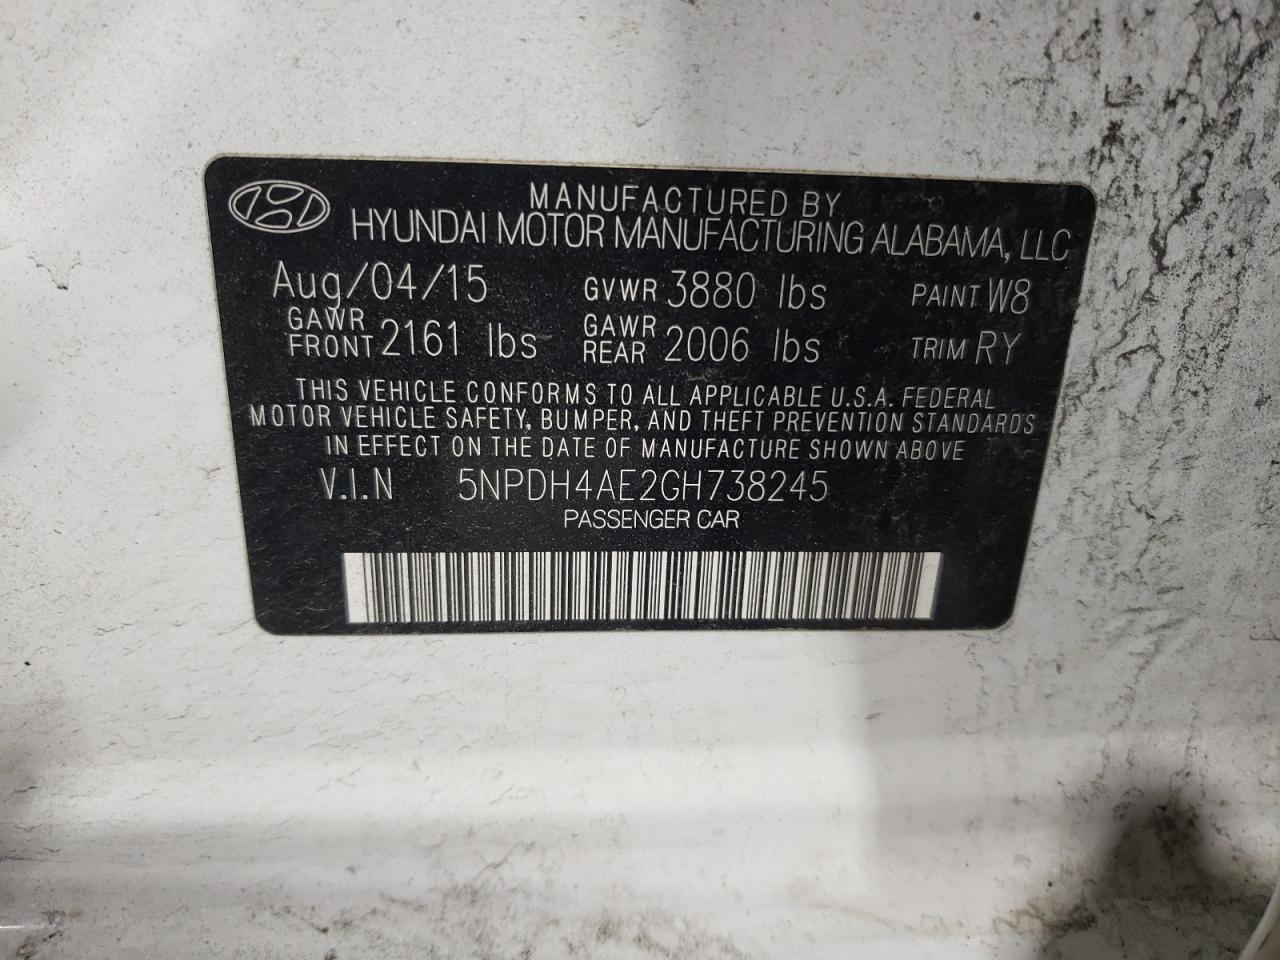 MANUFACTURED BY
HYUNDAI MOTOR MANUFACTURING ALABAMA, LLC
Aug/04/15 GVWR 3880 lbs PAINT W8
GAWR FRONT 2161 lbs GAWR REAR 2006 lbs TRIM RY
THIS VEHICLE CONFORMS TO ALL APPLICABLE U.S.A. FEDERAL
MOTOR VEHICLE SAFETY, BUMPER, AND THEFT PREVENTION STANDARDS
IN EFFECT ON THE DATE OF MANUFACTURE SHOWN ABOVE
V.I.N 5NPDH4AE2GH738245
PASSENGER CAR